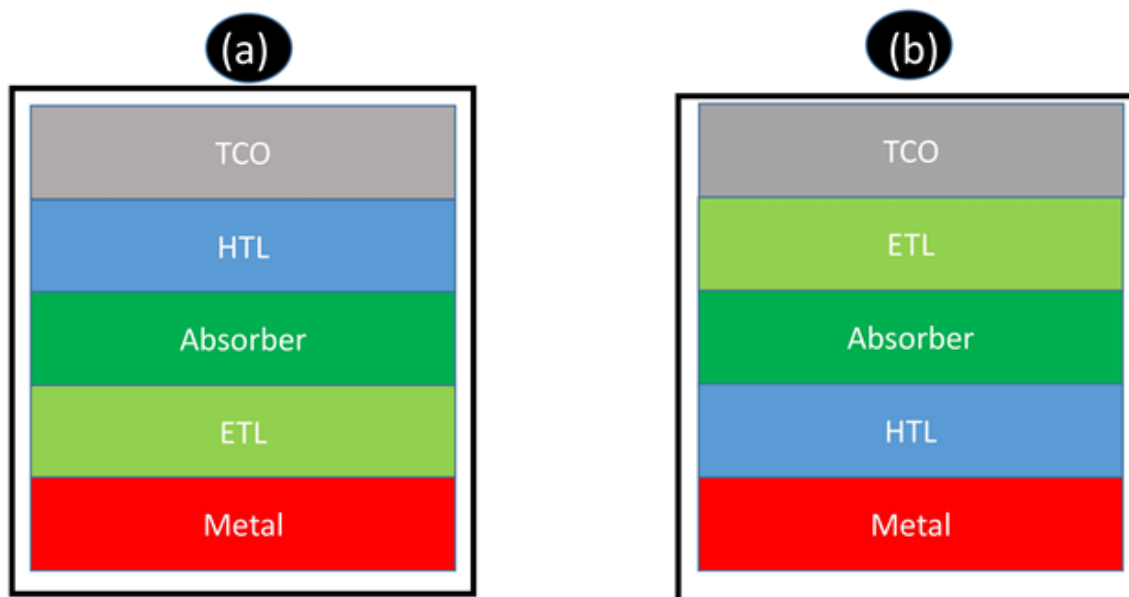 (a)
TCO
HTL
Absorber
ETL
Metal
(b)
TCO
ETL
Absorber
HTL
Metal